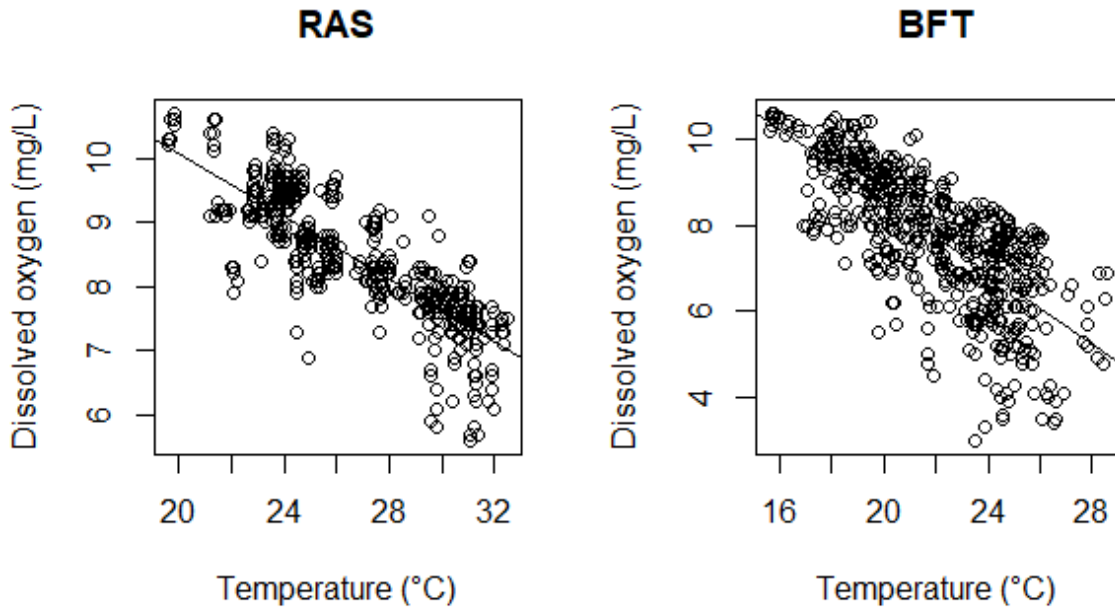 RAS
Dissolved oxygen (mg/L)
10
9
8
7
6
20 24 28 32
Temperature (°C)
BFT
Dissolved oxygen (mg/L)
10
8
6
4
16 20 24 28
Temperature (°C)